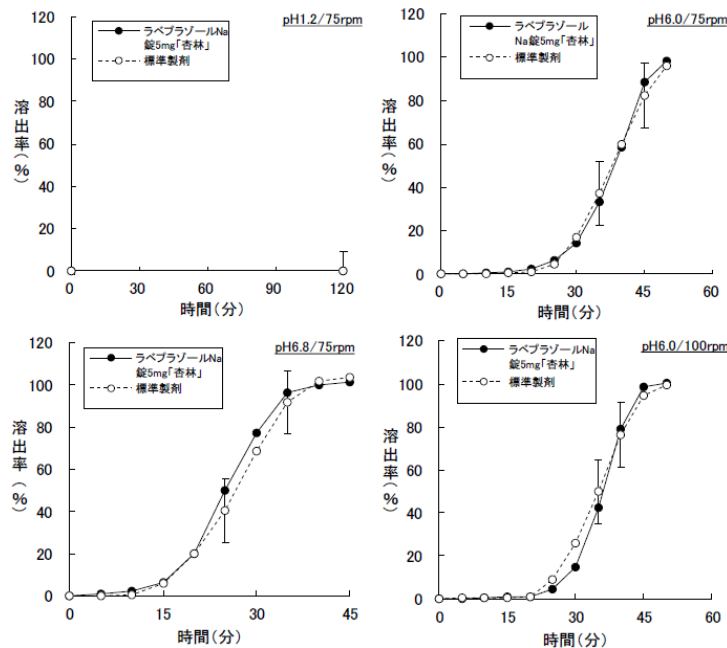 pH1.2/75rpm
ラベプラゾールNa
錠5mg「杏林」
標準製剤
溶出率(%)
120
100
80
60
40
20
0
0 30 60 90 120
時間(分)
pH6.0/75rpm
ラベプラゾール
Na錠5mg「杏林」
標準製剤
溶出率(%)
120
100
80
60
40
20
0
0 15 30 45 60
時間(分)
pH6.8/75rpm
ラベプラゾールNa
錠5mg「杏林」
標準製剤
溶出率(%)
120
100
80
60
40
20
0
0 15 30 45
時間(分)
pH6.0/100rpm
ラベプラゾールNa
錠5mg「杏林」
標準製剤
溶出率(%)
120
100
80
60
40
20
0
0 15 30 45 60
時間(分)